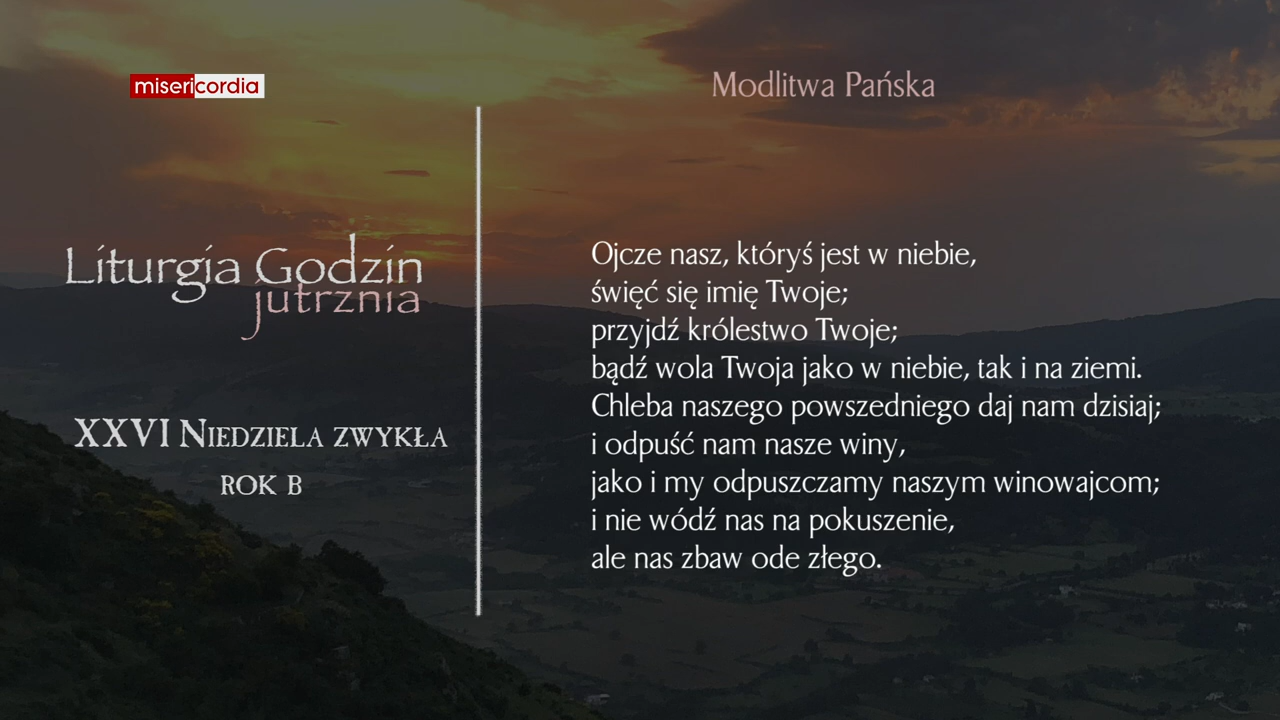 misericordia
Liturgia Godzin
jutrznia
XXVI Niedziela zwykła
rok B
Modlitwa Pańska
Ojcze nasz, któryś jest w niebie,
święć się imię Twoje;
przyjdź królestwo Twoje;
bądź wola Twoja jako w niebie, tak i na ziemi.
Chleba naszego powszedniego daj nam dzisiaj;
i odpuść nam nasze winy,
jako i my odpuszczamy naszym winowajcom;
i nie wódź nas na pokuszenie,
ale nas zbaw ode złego.